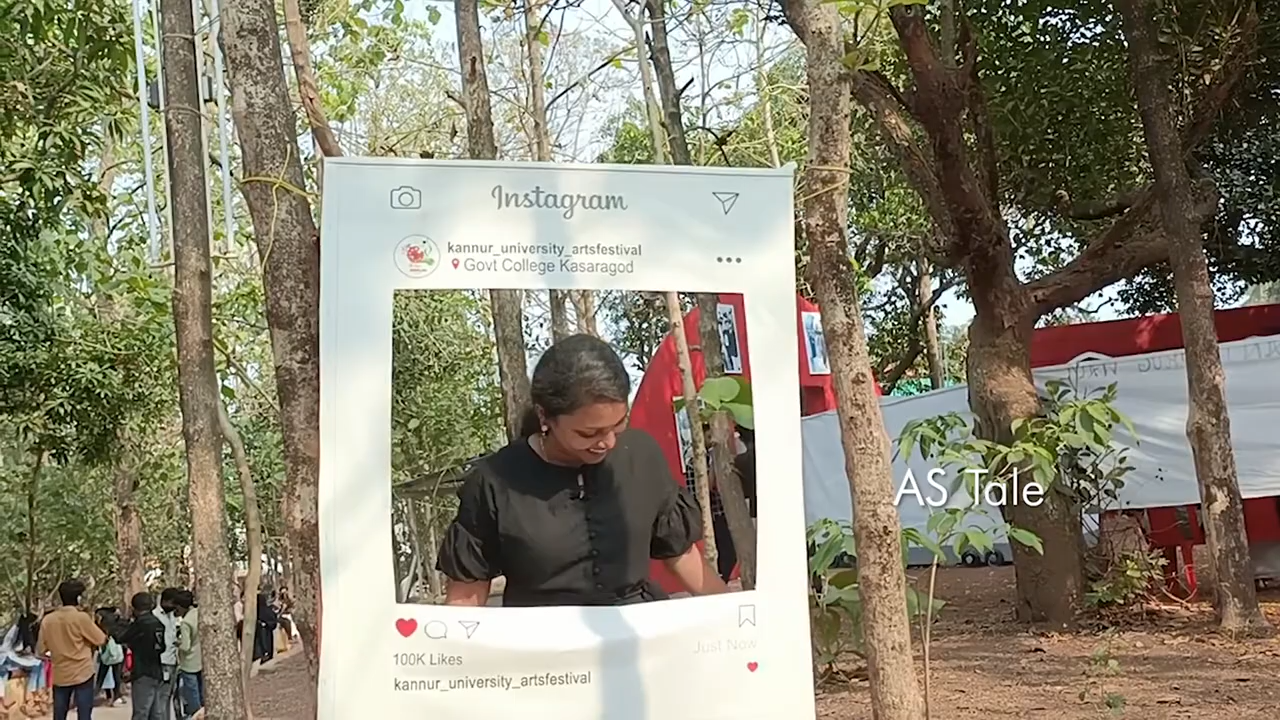 Instagram
kannur_university_artsfestival
Govt College Kasaragod
AS Tale
Just Now
100K Likes
kannur_university_artsfestival